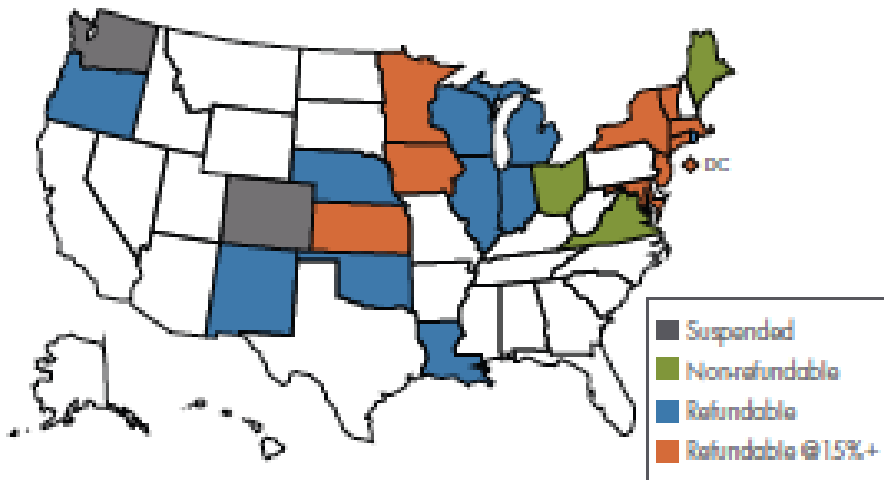 DC
Suspended
Non-refundable
Refundable
Refundable @15%+